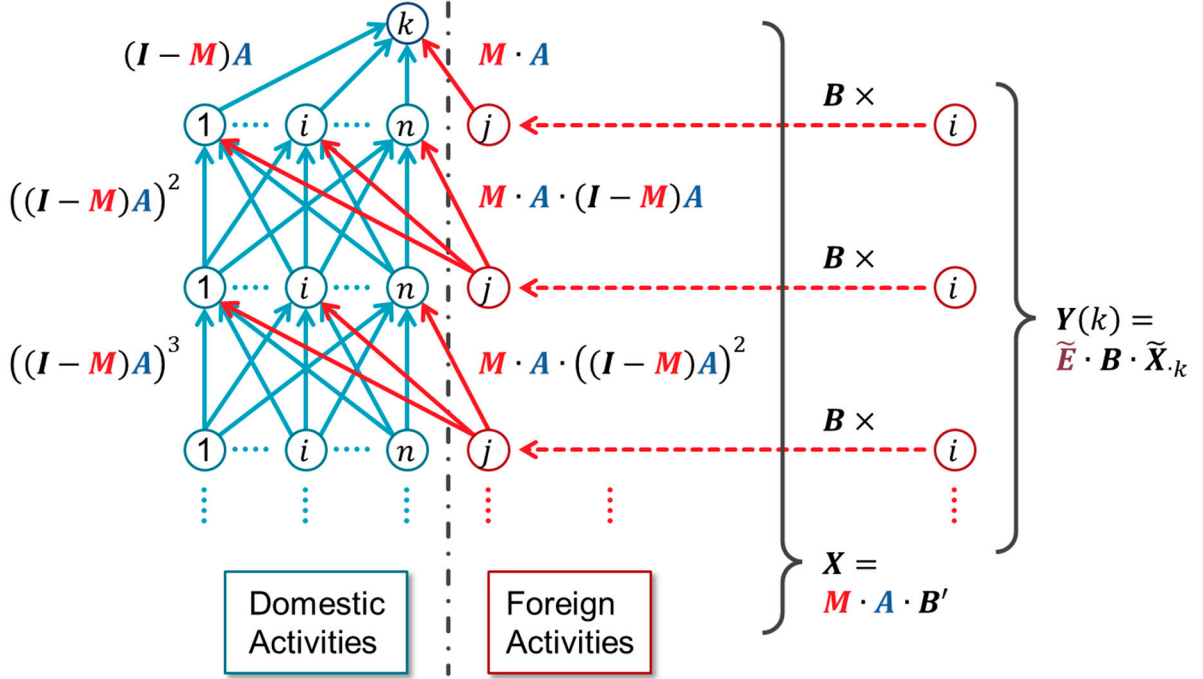 k
(I − M)A
M · A
B ×
1 ···· i ···· n
j
i
((I − M)A)²
M · A · (I − M)A
B ×
1 ···· i ···· n
j
i
Y(k) =
Ẽ · B · X̃.ₖ
((I − M)A)³
M · A · ((I − M)A)²
B ×
1 ···· i ···· n
j
i
X =
M · A · B′
Domestic
Activities
Foreign
Activities